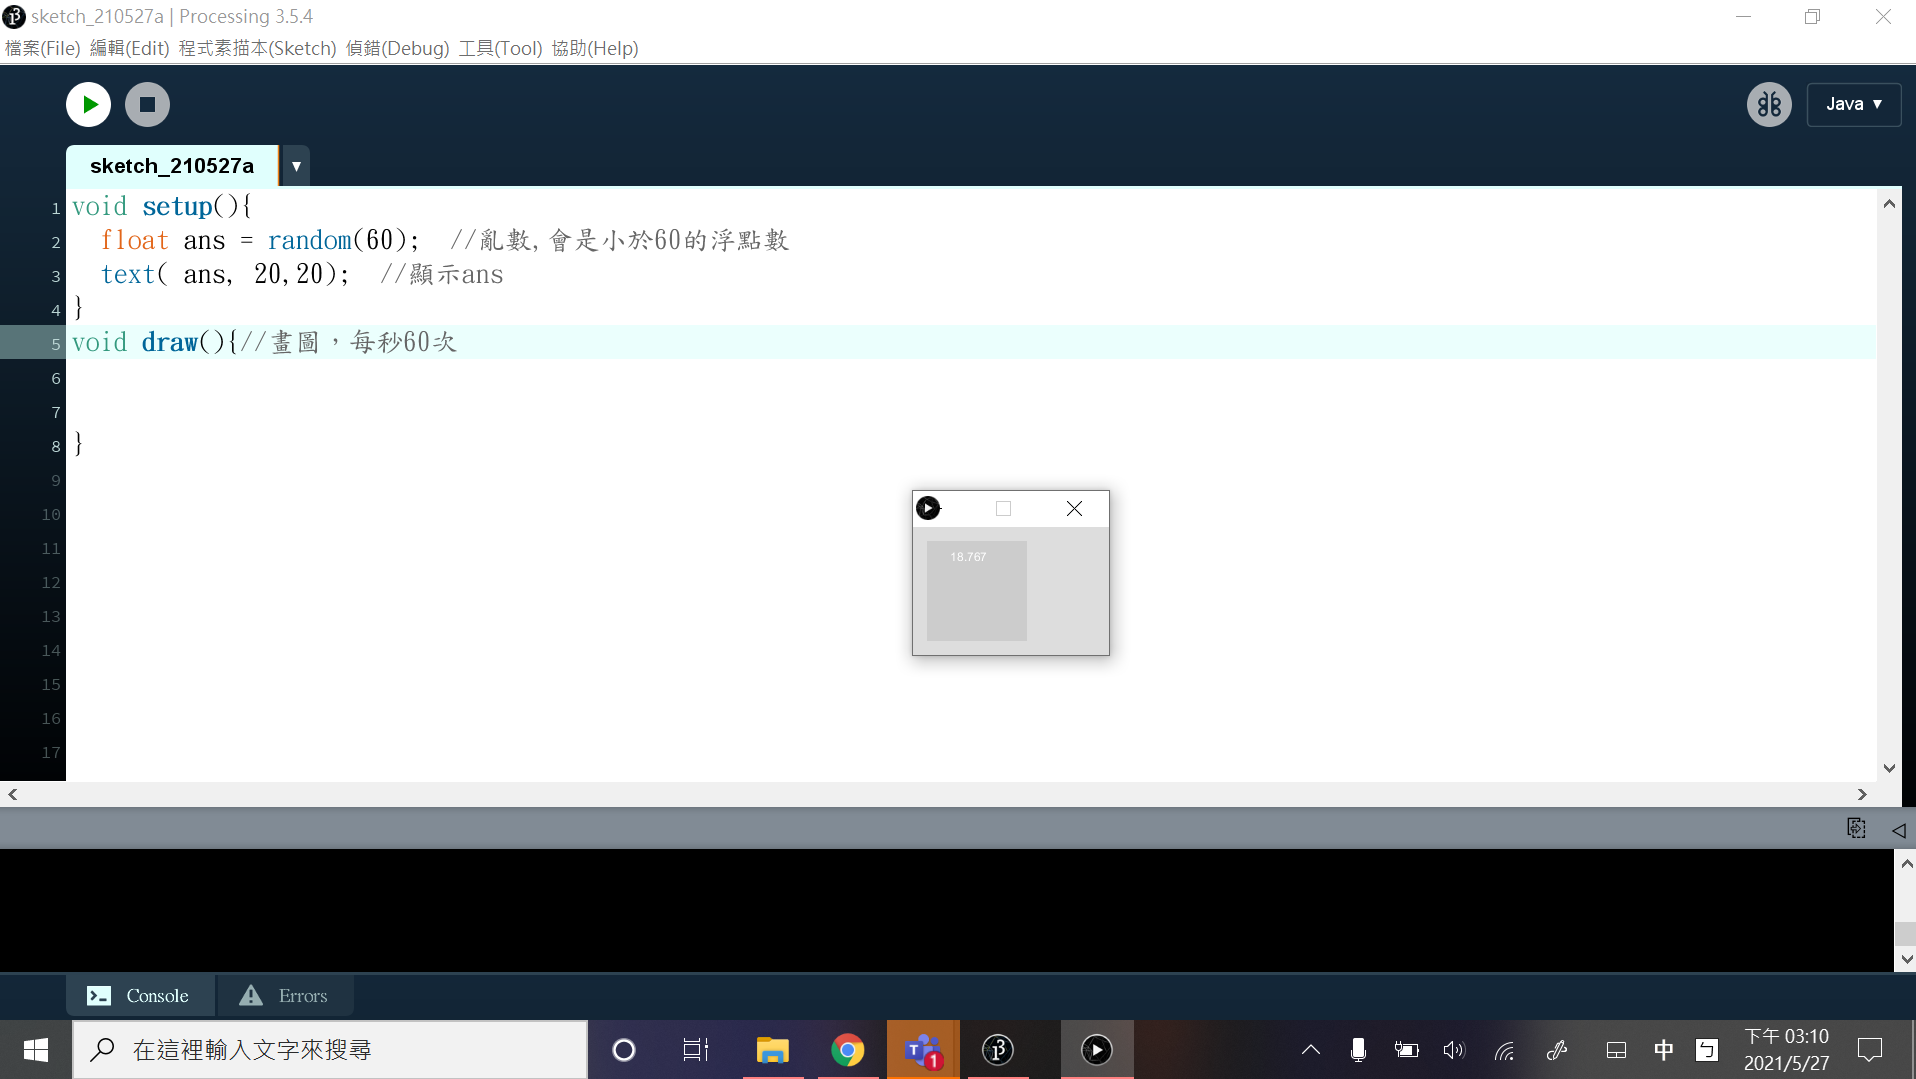 sketch_210527a | Processing 3.5.4
檔案(File) 編輯(Edit) 程式素描本(Sketch) 偵錯(Debug) 工具(Tool) 協助(Help)
Java ▼
sketch_210527a ▼
1 void setup(){
2 float ans = random(60); //亂數,會是小於60的浮點數
3 text( ans, 20,20); //顯示ans
4 }
5 void draw(){//畫圖，每秒60次
6
7
8 }
9
10
11
12
13
14
15
16
17
18.767
Console Errors
在這裡輸入文字來搜尋
1
中
ㄅ
下午 03:10
2021/5/27